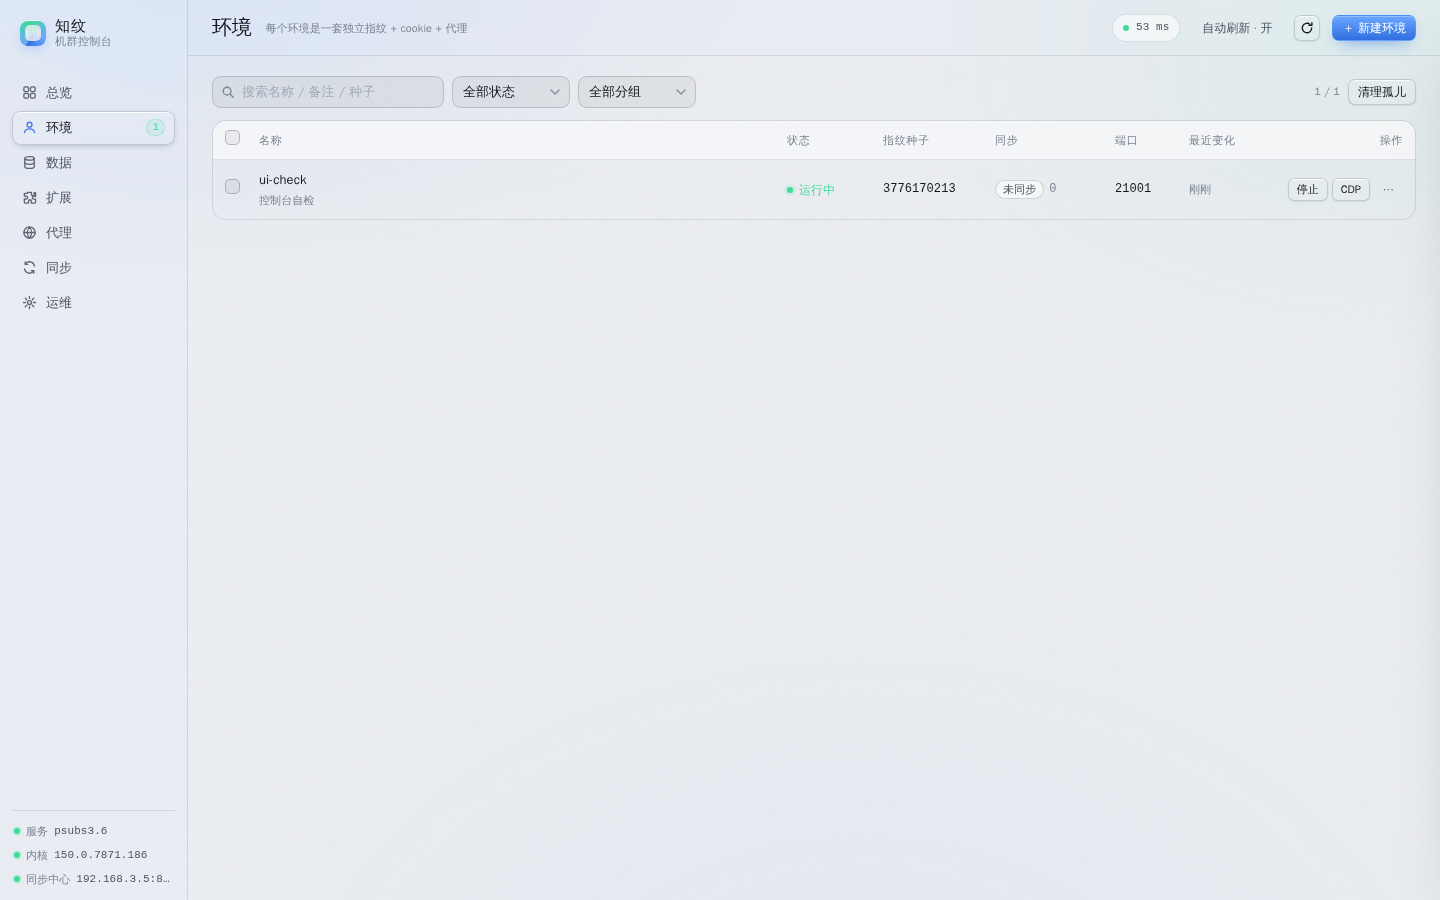 知纹
机群控制台
总览
环境 1
数据
扩展
代理
同步
运维
服务 psubs3.6
内核 150.0.7871.186
同步中心 192.168.3.5:8…
环境 每个环境是一套独立指纹 + cookie + 代理
53 ms
自动刷新 · 开
+ 新建环境
搜索名称 / 备注 / 种子
全部状态
全部分组
1 / 1
清理孤儿
名称 状态 指纹种子 同步 端口 最近变化 操作
ui-check
控制台自检
运行中 3776170213 未同步 0 21001 刚刚 停止 CDP ···